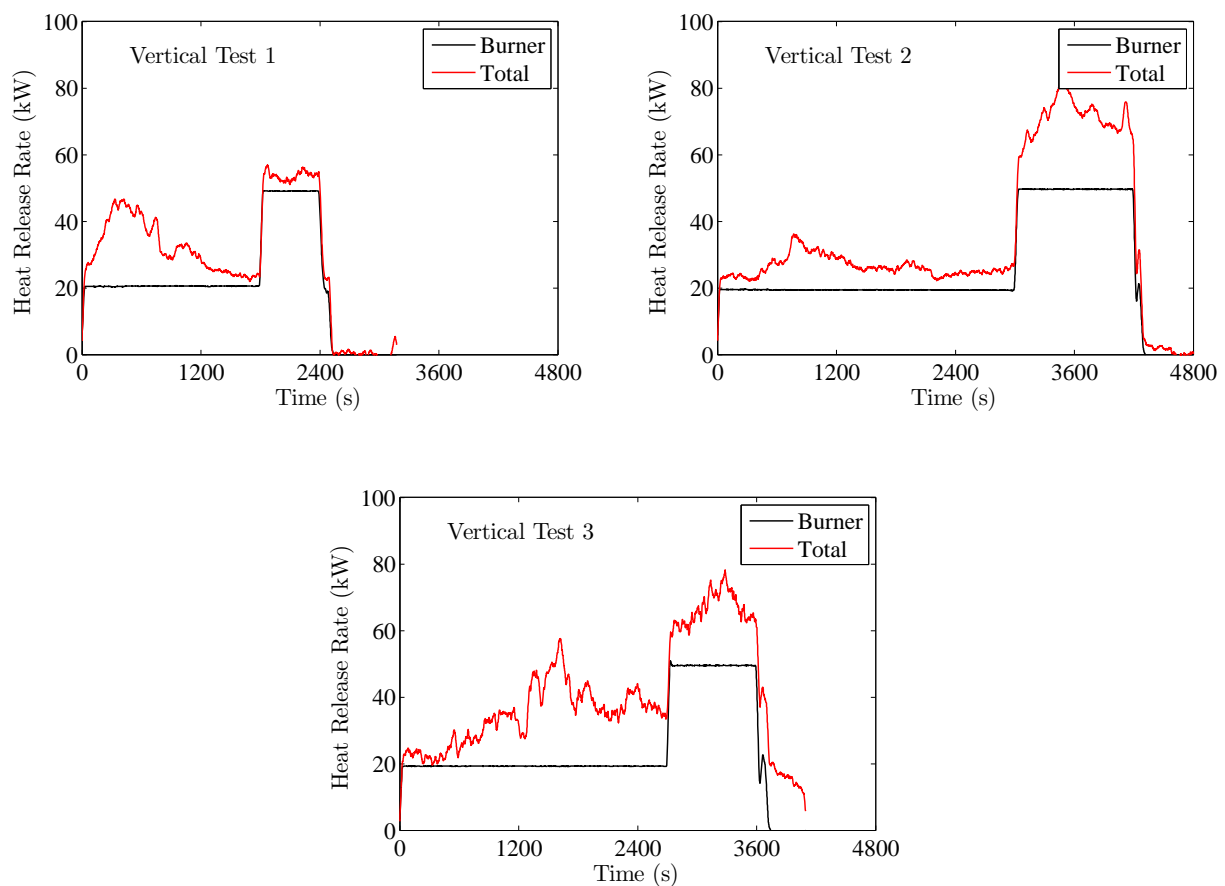 Vertical Test 1
Burner
Total
Heat Release Rate (kW)
100
80
60
40
20
0
0 1200 2400 3600 4800
Time (s)
Vertical Test 2
Burner
Total
Heat Release Rate (kW)
100
80
60
40
20
0
0 1200 2400 3600 4800
Time (s)
Vertical Test 3
Burner
Total
Heat Release Rate (kW)
100
80
60
40
20
0
0 1200 2400 3600 4800
Time (s)